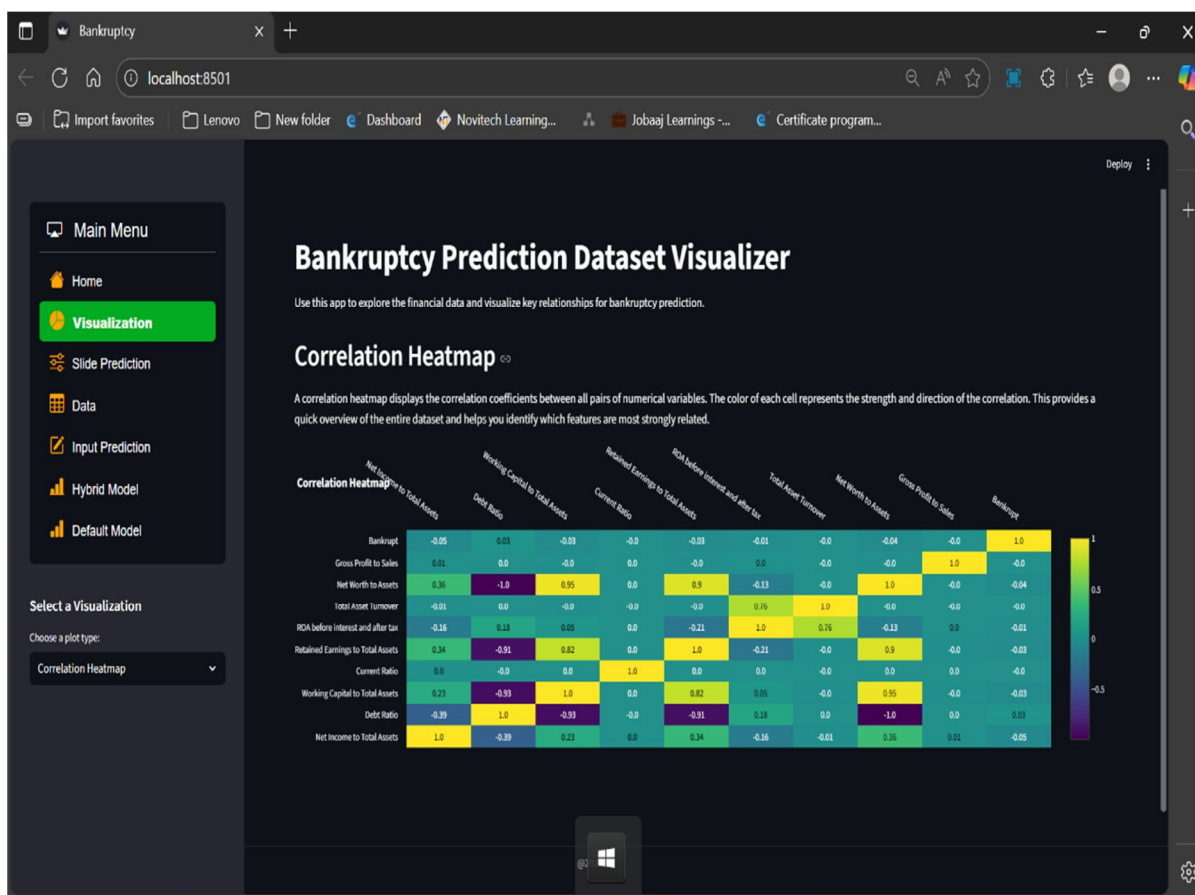 Bankruptcy
localhost:8501
Import favorites Lenovo New folder Dashboard Novitech Learning... Jobaaj Learnings -... Certificate program...
Deploy
Main Menu
Home
Visualization
Slide Prediction
Data
Input Prediction
Hybrid Model
Default Model
Select a Visualization
Choose a plot type:
Correlation Heatmap
Bankruptcy Prediction Dataset Visualizer
Use this app to explore the financial data and visualize key relationships for bankruptcy prediction.
Correlation Heatmap
A correlation heatmap displays the correlation coefficients between all pairs of numerical variables. The color of each cell represents the strength and direction of the correlation. This provides a
quick overview of the entire dataset and helps you identify which features are most strongly related.
Correlation Heatmap
Net Income to Total Assets
Debt Ratio
Working Capital to Total Assets
Current Ratio
Retained Earnings to Total Assets
ROA before interest and after tax
Total Asset Turnover
Net Worth to Assets
Gross Profit to Sales
Bankrupt
Bankrupt -0.05 0.03 -0.03 -0.0 -0.03 -0.01 -0.0 -0.04 -0.0 1.0
Gross Profit to Sales 0.01 0.0 -0.0 0.0 -0.0 0.0 -0.0 -0.0 1.0 -0.0
Net Worth to Assets 0.36 -1.0 0.95 0.0 0.9 -0.13 -0.0 1.0 -0.0 -0.04
Total Asset Turnover -0.01 0.0 -0.0 -0.0 -0.0 0.76 1.0 -0.0 -0.0 -0.0
ROA before interest and after tax -0.16 0.18 0.05 0.0 -0.21 1.0 0.76 -0.13 0.0 -0.01
Retained Earnings to Total Assets 0.34 -0.91 0.82 0.0 1.0 -0.21 -0.0 0.9 -0.0 -0.03
Current Ratio 0.0 -0.0 0.0 1.0 0.0 0.0 -0.0 0.0 0.0 -0.0
Working Capital to Total Assets 0.23 -0.93 1.0 0.0 0.82 0.05 -0.0 0.95 -0.0 -0.03
Debt Ratio -0.39 1.0 -0.93 -0.0 -0.91 0.18 0.0 -1.0 0.0 0.03
Net Income to Total Assets 1.0 -0.39 0.23 0.0 0.34 -0.16 -0.01 0.36 0.01 -0.05
1
0.5
0
-0.5